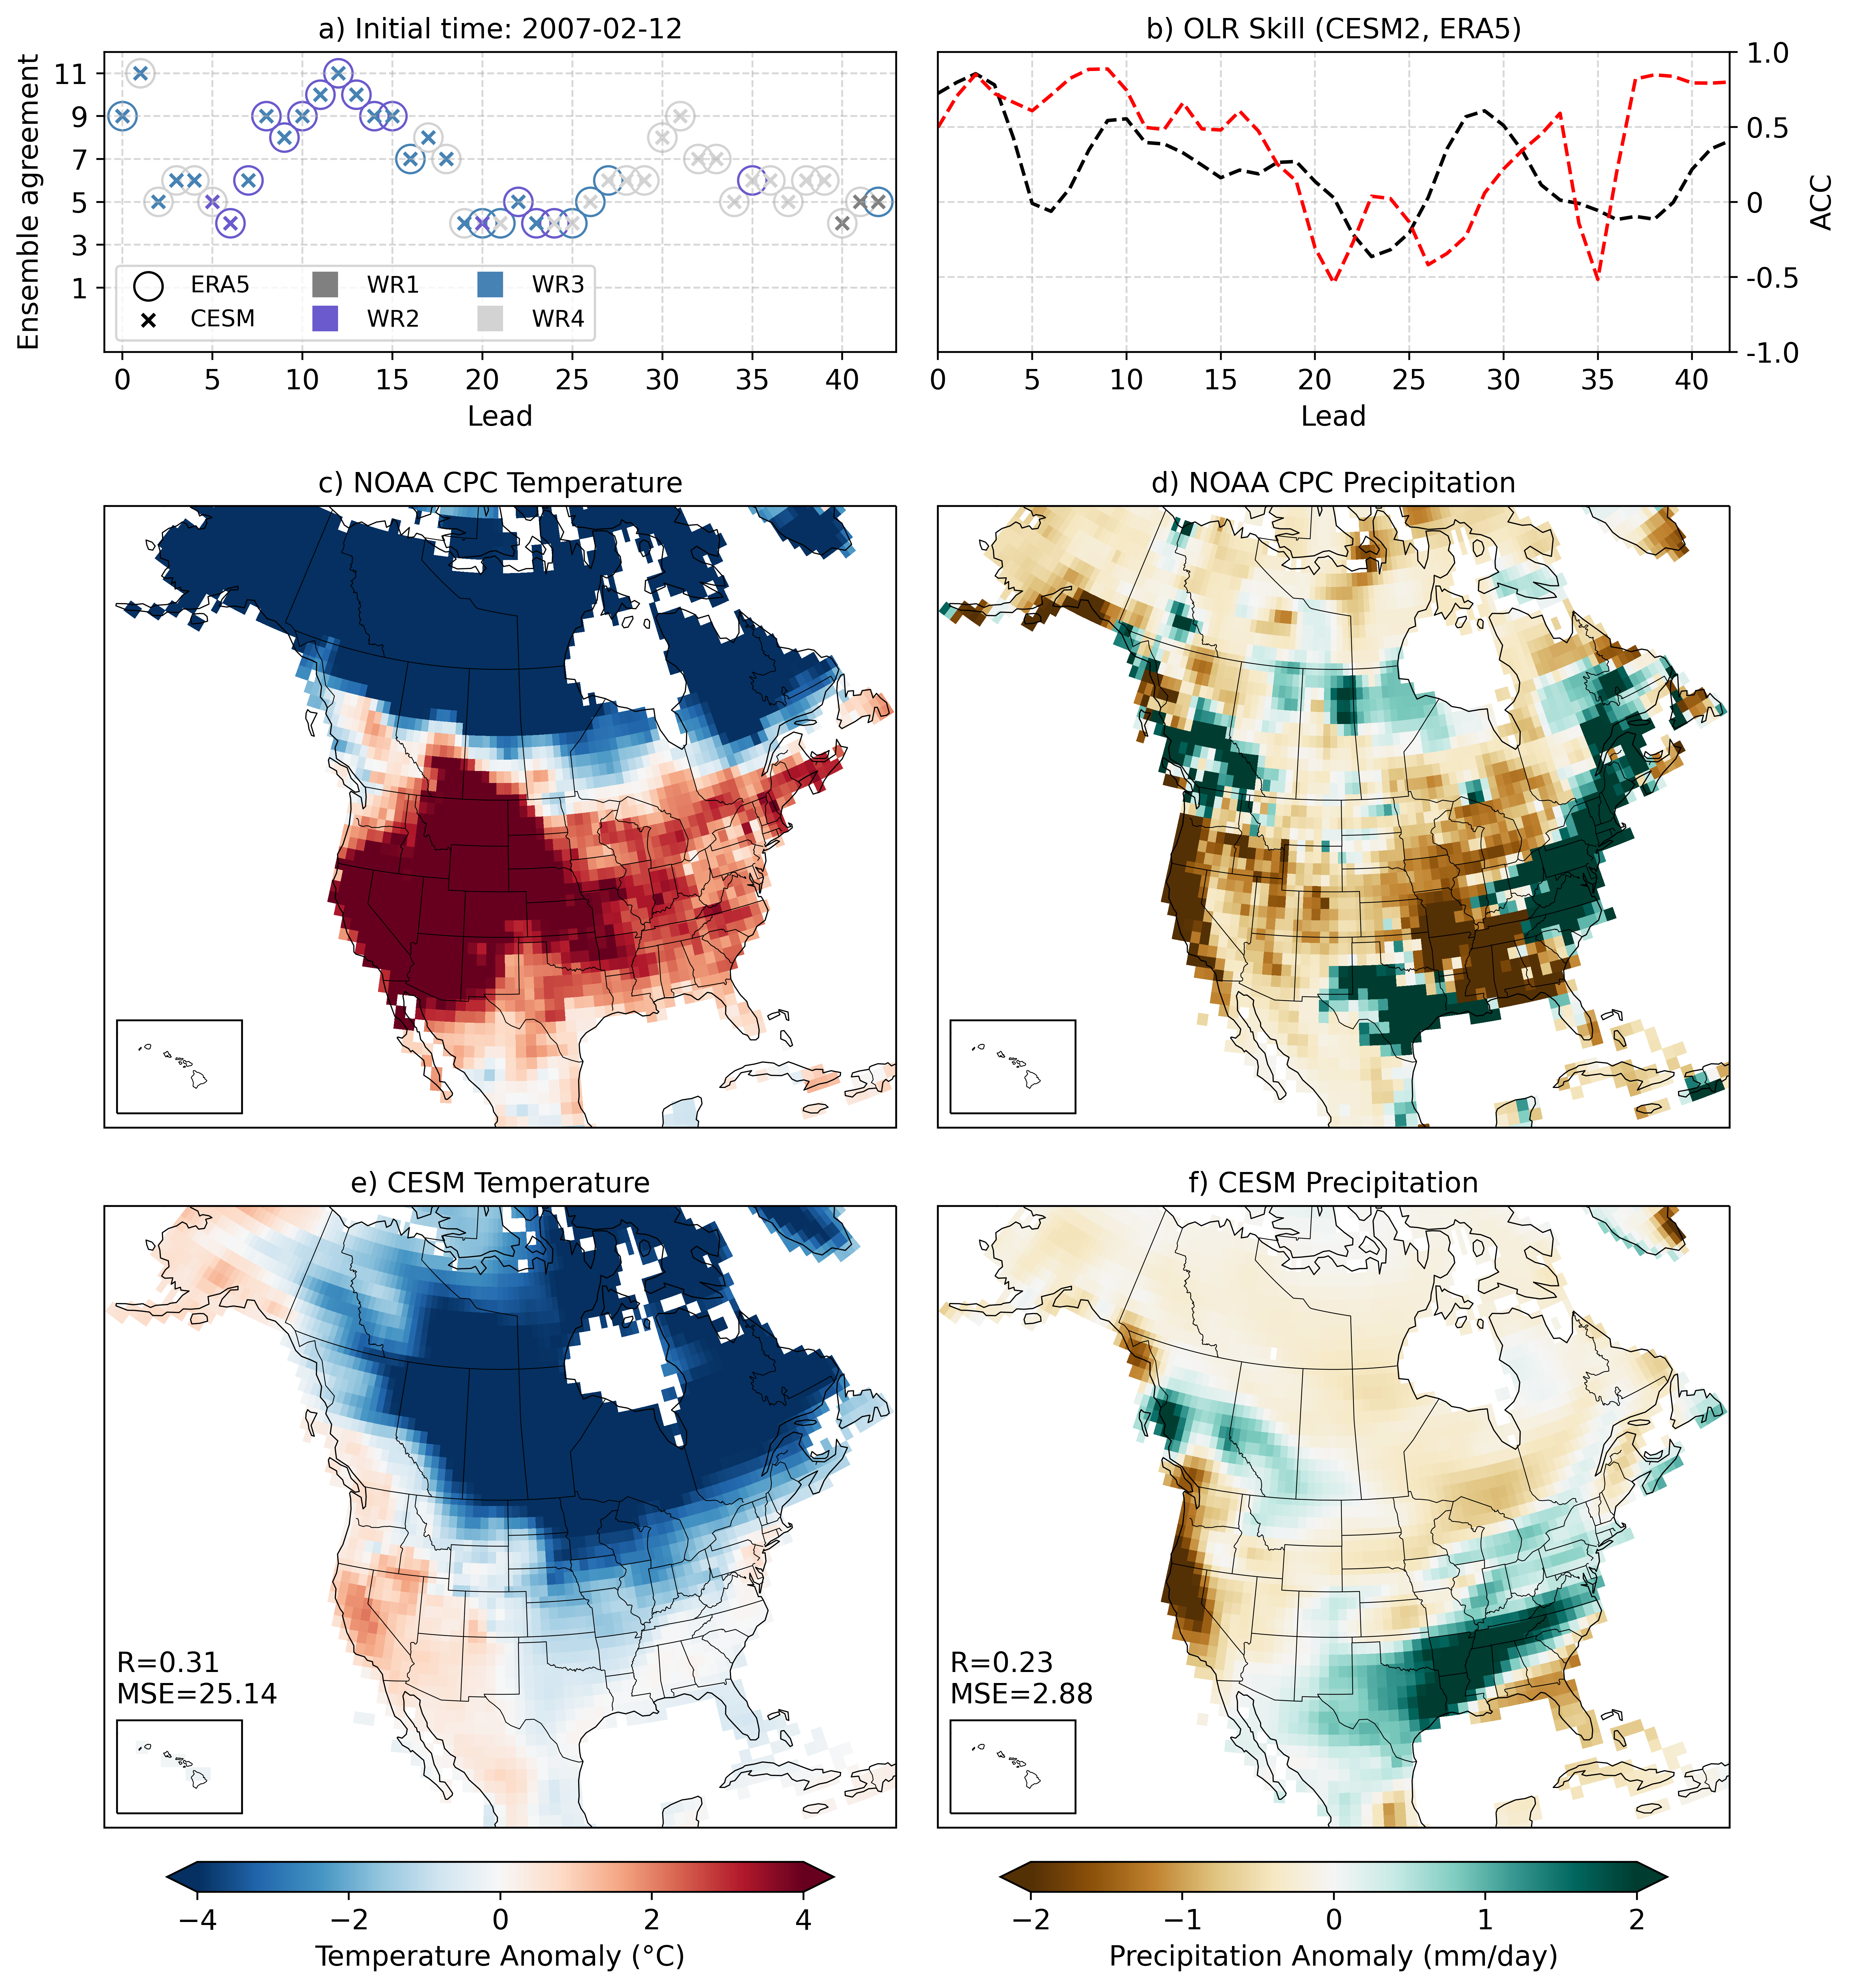 a) Initial time: 2007-02-12
Ensemble agreement
11
9
7
5
3
1
ERA5
WR1
WR3
CESM
WR2
WR4
0 5 10 15 20 25 30 35 40
Lead
b) OLR Skill (CESM2, ERA5)
1.0
0.5
0
-0.5
-1.0
ACC
0 5 10 15 20 25 30 35 40
Lead
c) NOAA CPC Temperature
d) NOAA CPC Precipitation
e) CESM Temperature
R=0.31
MSE=25.14
f) CESM Precipitation
R=0.23
MSE=2.88
−4 −2 0 2 4
Temperature Anomaly (°C)
−2 −1 0 1 2
Precipitation Anomaly (mm/day)